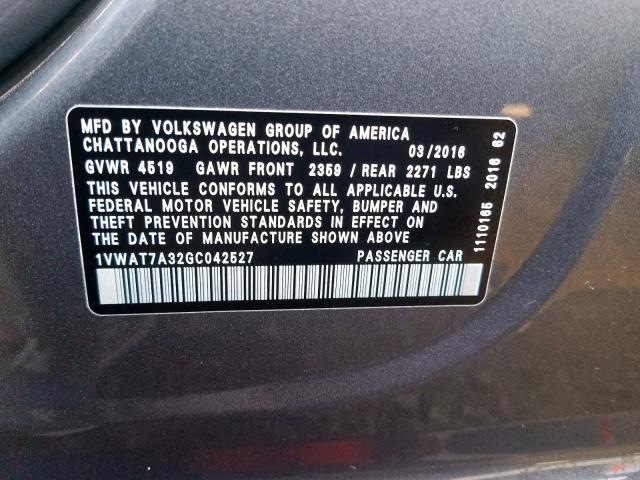 MFD BY VOLKSWAGEN GROUP OF AMERICA
CHATTANOOGA OPERATIONS, LLC. 03/2016
GVWR 4519 GAWR FRONT 2359 / REAR 2271 LBS
THIS VEHICLE CONFORMS TO ALL APPLICABLE U.S.
FEDERAL MOTOR VEHICLE SAFETY, BUMPER AND
THEFT PREVENTION STANDARDS IN EFFECT ON
THE DATE OF MANUFACTURE SHOWN ABOVE
1VWAT7A32GC042527 PASSENGER CAR
1110165 2016 62